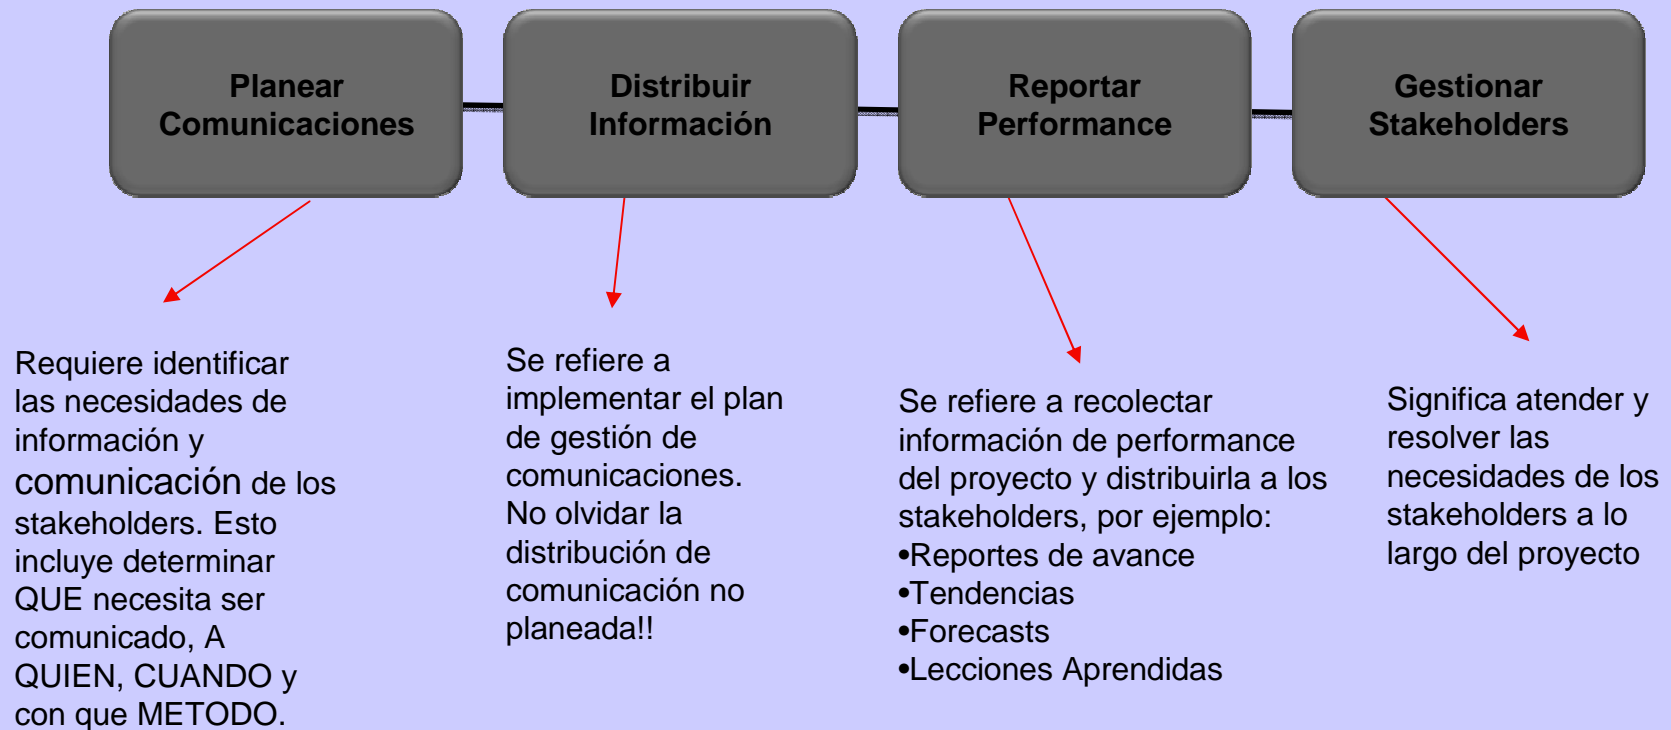 Planear
Comunicaciones
Distribuir
Información
Reportar
Performance
Gestionar
Stakeholders
Requiere identificar
las necesidades de
información y
comunicación de los
stakeholders. Esto
incluye determinar
QUE necesita ser
comunicado, A
QUIEN, CUANDO y
con que METODO.
Se refiere a
implementar el plan
de gestión de
comunicaciones.
No olvidar la
distribución de
comunicación no
planeada!!
Se refiere a recolectar
información de performance
del proyecto y distribuirla a los
stakeholders, por ejemplo:
•Reportes de avance
•Tendencias
•Forecasts
•Lecciones Aprendidas
Significa atender y
resolver las
necesidades de los
stakeholders a lo
largo del proyecto